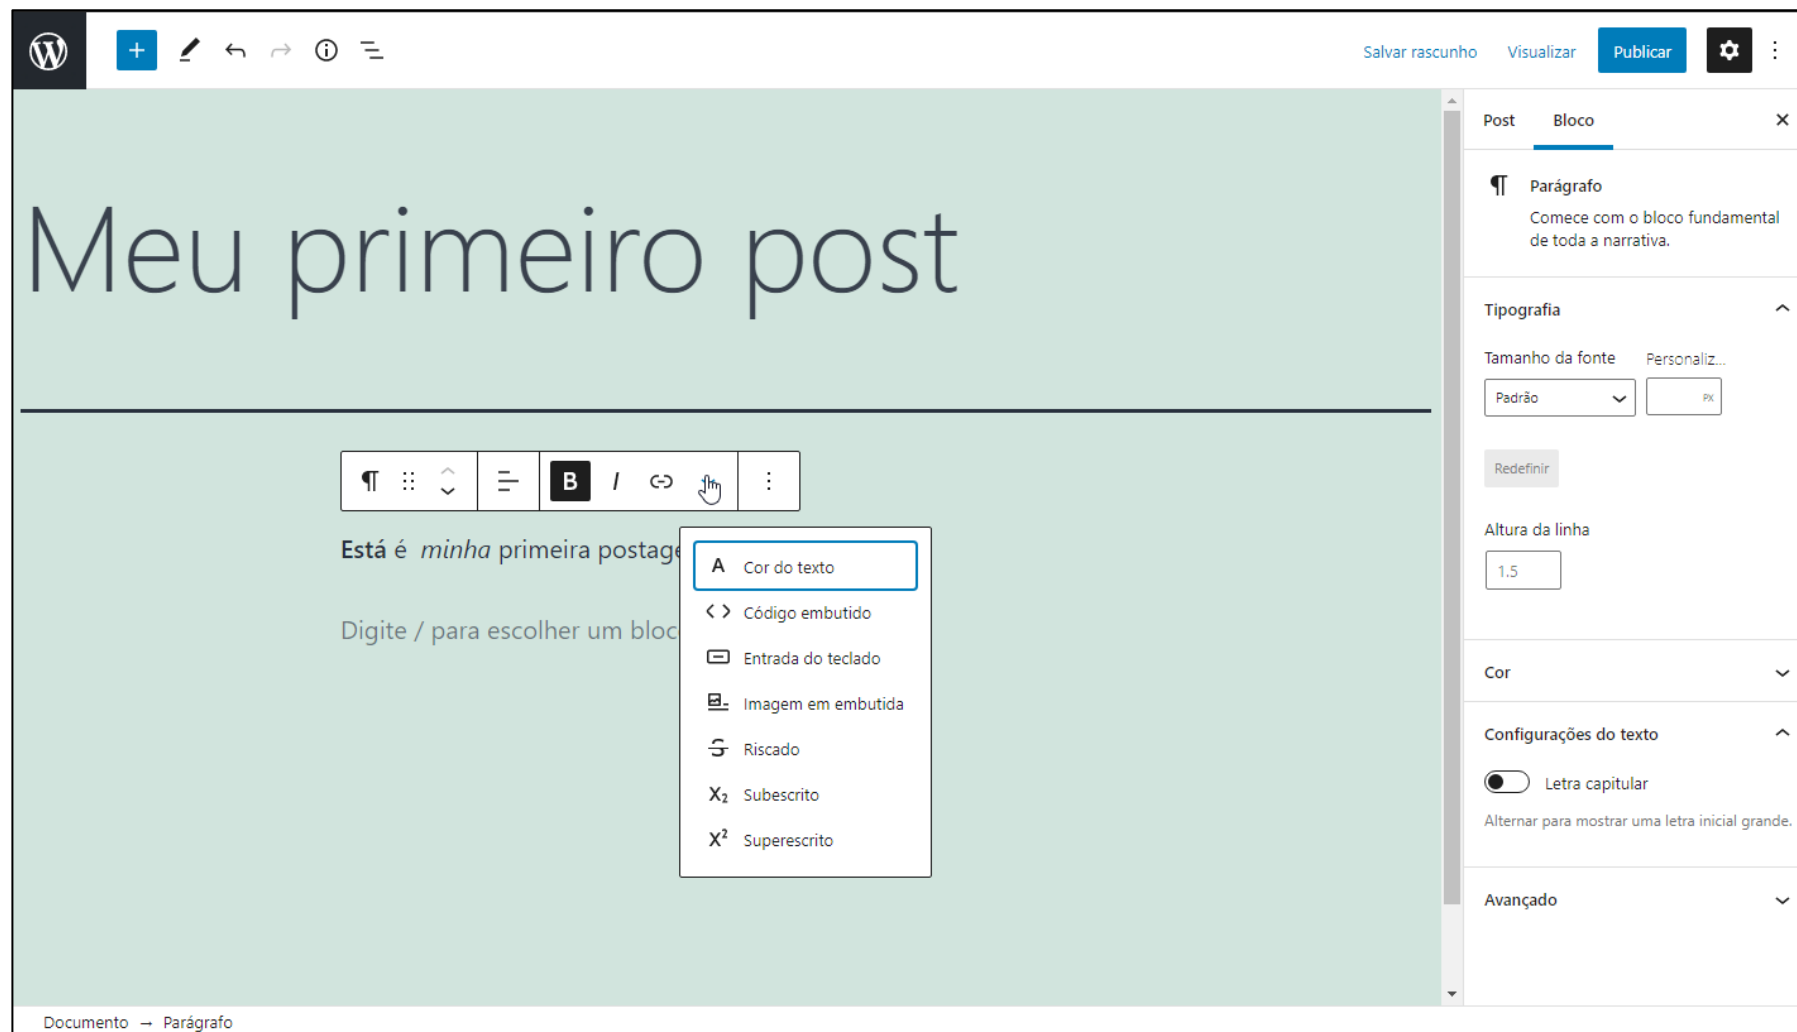 Salvar rascunho Visualizar Publicar
Post Bloco
Parágrafo
Comece com o bloco fundamental
de toda a narrativa.
Meu primeiro post
Tipografia
Tamanho da fonte Personaliz...
Padrão PX
Redefinir
Altura da linha
1.5
B I
Está é minha primeira postage
Digite / para escolher um bloc
A Cor do texto
Código embutido
Entrada do teclado
Imagem em embutida
Riscado
X₂ Subescrito
X² Superescrito
Cor
Configurações do texto
Letra capitular
Alternar para mostrar uma letra inicial grande.
Avançado
Documento → Parágrafo